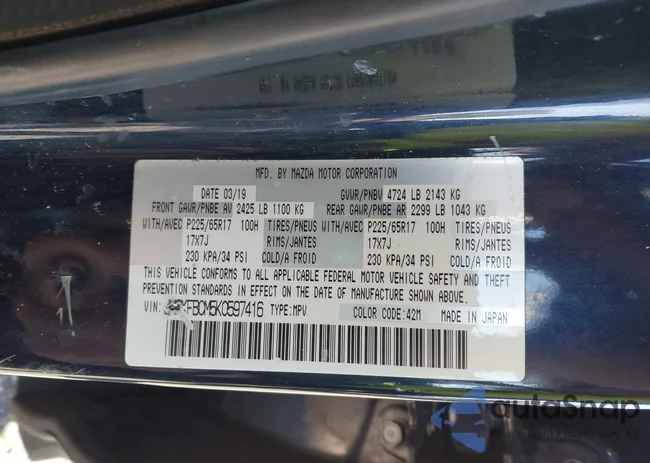 MFD. BY MAZDA MOTOR CORPORATION
DATE 03/19 GVWR/PNBV 4724 LB 2143 KG
FRONT GAWR/PNBE AV 2425 LB 1100 KG REAR GAWR/PNBE AR 2299 LB 1043 KG
WITH/AVEC P225/65R17 100H TIRES/PNEUS WITH/AVEC P225/65R17 100H TIRES/PNEUS
17X7J RIMS/JANTES 17X7J RIMS/JANTES
230 KPA/34 PSI COLD/A FROID 230 KPA/34 PSI COLD/A FROID
THIS VEHICLE CONFORMS TO ALL APPLICABLE FEDERAL MOTOR VEHICLE SAFETY AND THEFT
PREVENTION STANDARDS IN EFFECT ON THE DATE OF MANUFACTURE SHOWN ABOVE.
VIN: FBCM5K0597416 TYPE: MPV COLOR CODE: 42M MADE IN JAPAN
autoSnap